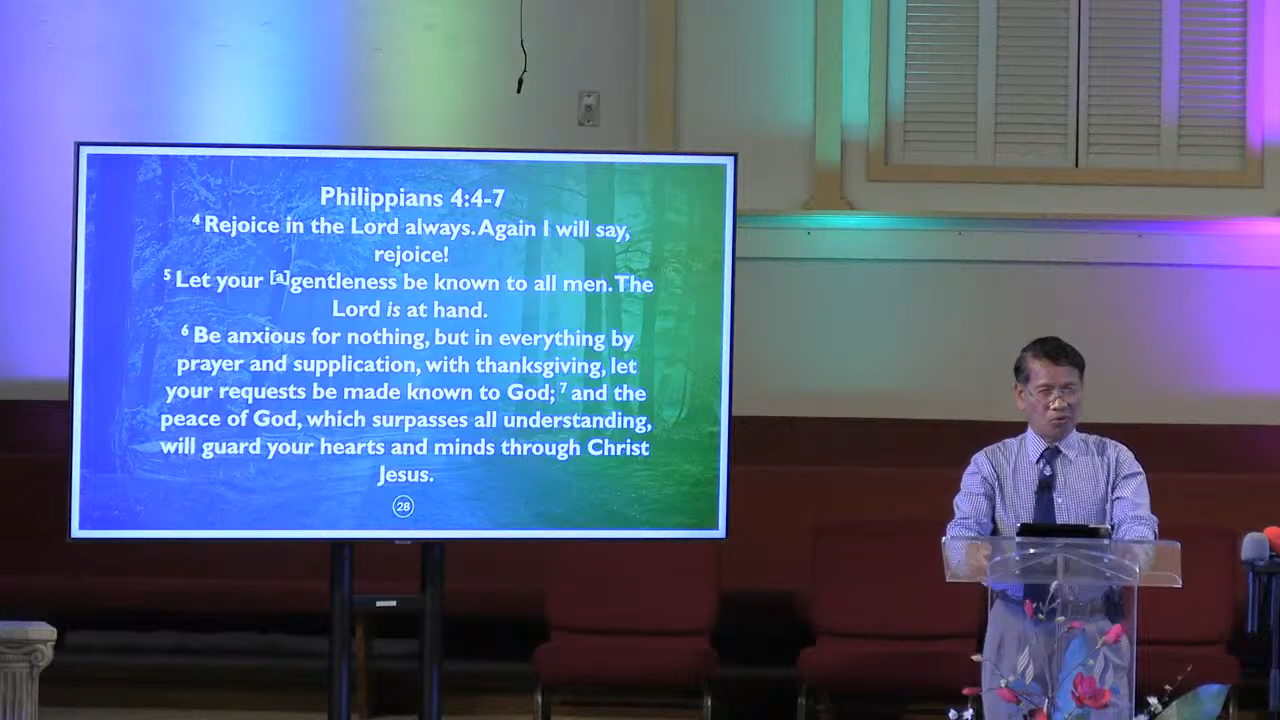 Philippians 4:4-7
4 Rejoice in the Lord always. Again I will say,
rejoice!
5 Let your [a]gentleness be known to all men. The
Lord is at hand.
6 Be anxious for nothing, but in everything by
prayer and supplication, with thanksgiving, let
your requests be made known to God; 7 and the
peace of God, which surpasses all understanding,
will guard your hearts and minds through Christ
Jesus.
28